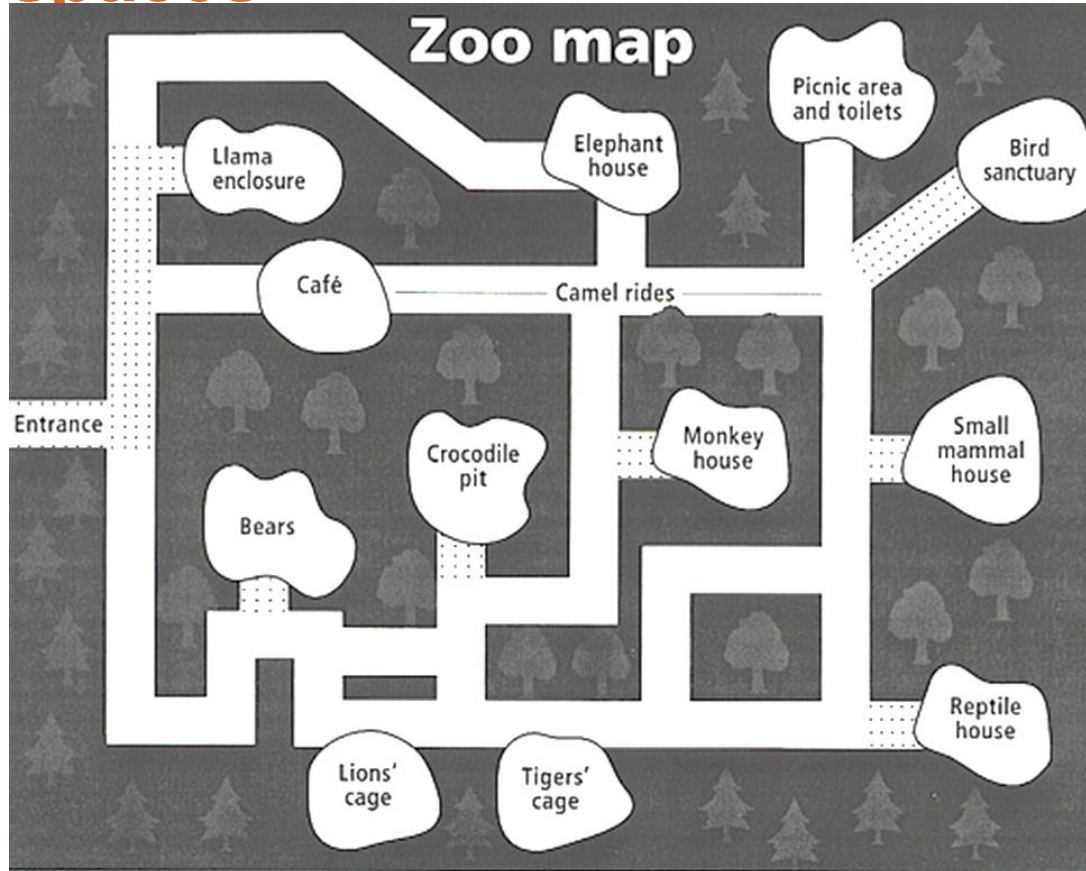 Zoo map
Picnic area
and toilets
Elephant
house
Bird
sanctuary
Llama
enclosure
Café
Camel rides
Entrance
Crocodile
pit
Monkey
house
Small
mammal
house
Bears
Reptile
house
Lions'
cage
Tigers'
cage